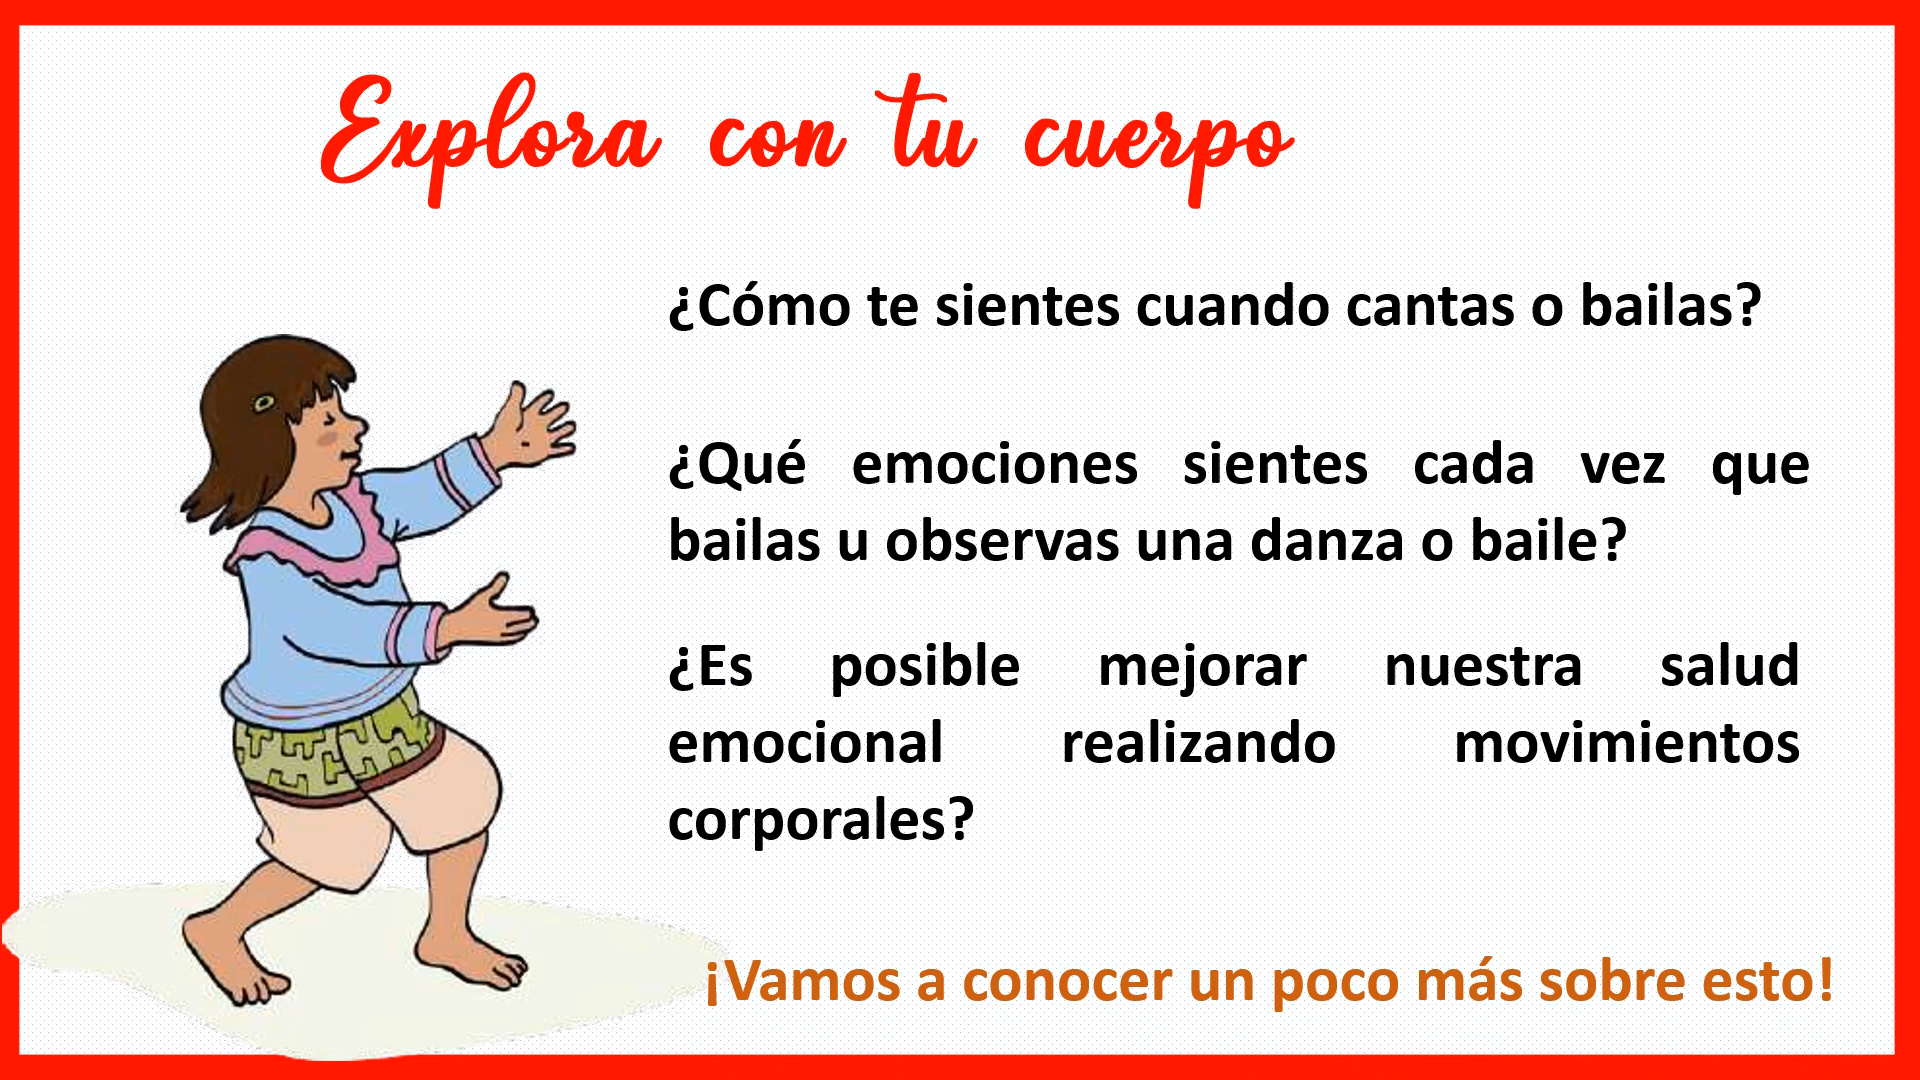 Explora con tu cuerpo
¿Cómo te sientes cuando cantas o bailas?
¿Qué emociones sientes cada vez que
bailas u observas una danza o baile?
¿Es posible mejorar nuestra salud
emocional realizando movimientos
corporales?
¡Vamos a conocer un poco más sobre esto!